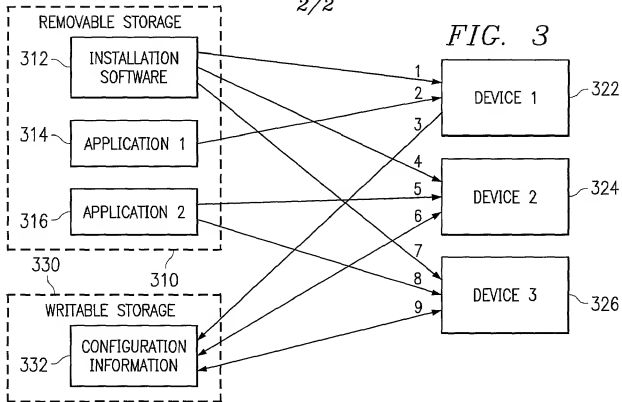 2/2
FIG. 3
REMOVABLE STORAGE
312
INSTALLATION
SOFTWARE
314
APPLICATION 1
316
APPLICATION 2
310
330
WRITABLE STORAGE
332
CONFIGURATION
INFORMATION
1
2
3
4
5
6
7
8
9
DEVICE 1
322
DEVICE 2
324
DEVICE 3
326